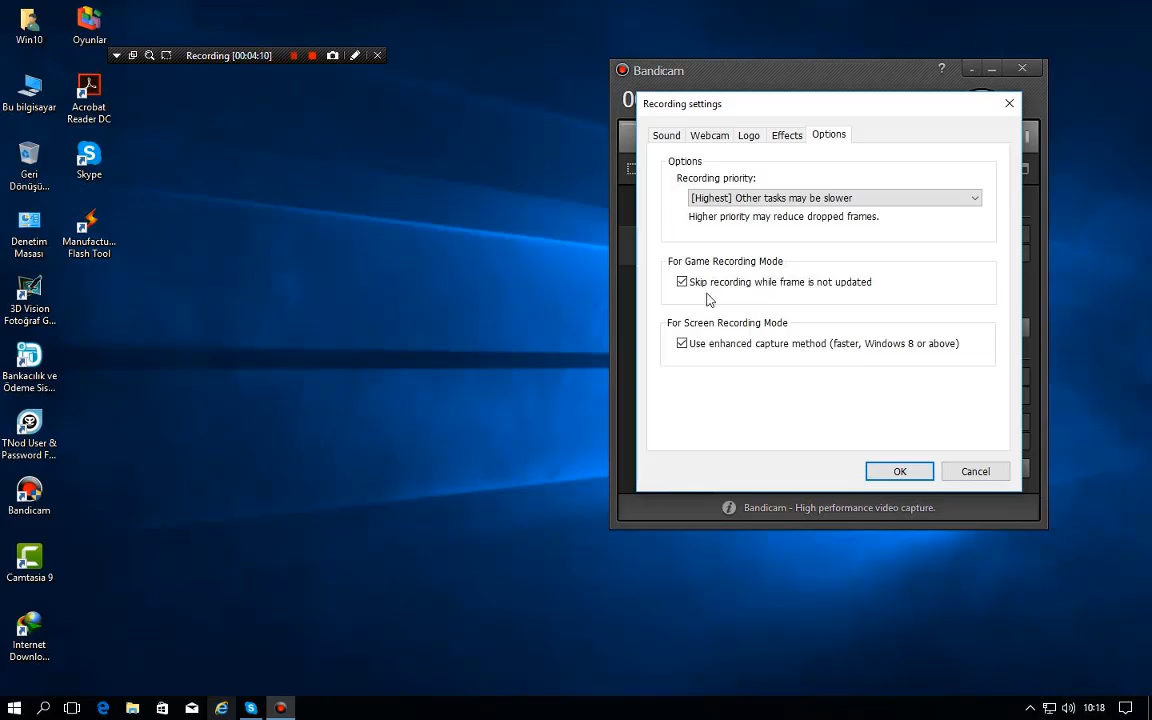 Win10
Oyunlar
Recording [00:04:10]
Bu bilgisayar
Acrobat
Reader DC
Geri
Dönüşü...
Skype
Denetim
Masası
Manufactu...
Flash Tool
3D Vision
Fotoğraf G...
Bankacılık ve
Ödeme Sis...
TNod User &
Password F...
Bandicam
Camtasia 9
Internet
Downlo...
Bandicam
?
Recording settings
Sound
Webcam
Logo
Effects
Options
Options
Recording priority:
[Highest] Other tasks may be slower
Higher priority may reduce dropped frames.
For Game Recording Mode
Skip recording while frame is not updated
For Screen Recording Mode
Use enhanced capture method (faster, Windows 8 or above)
OK
Cancel
Bandicam - High performance video capture.
10:18